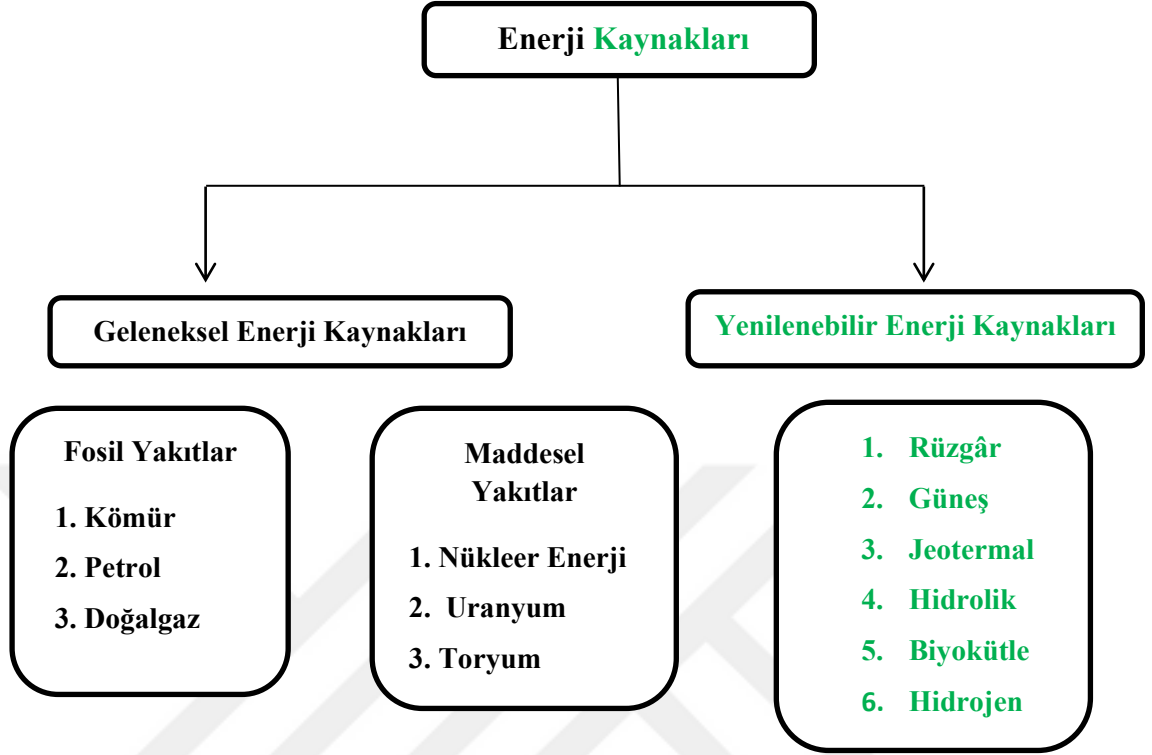 Enerji Kaynakları
Geleneksel Enerji Kaynakları
Yenilenebilir Enerji Kaynakları
Fosil Yakıtlar
1. Kömür
2. Petrol
3. Doğalgaz
Maddesel
Yakıtlar
1. Nükleer Enerji
2. Uranyum
3. Toryum
1. Rüzgâr
2. Güneş
3. Jeotermal
4. Hidrolik
5. Biyokütle
6. Hidrojen